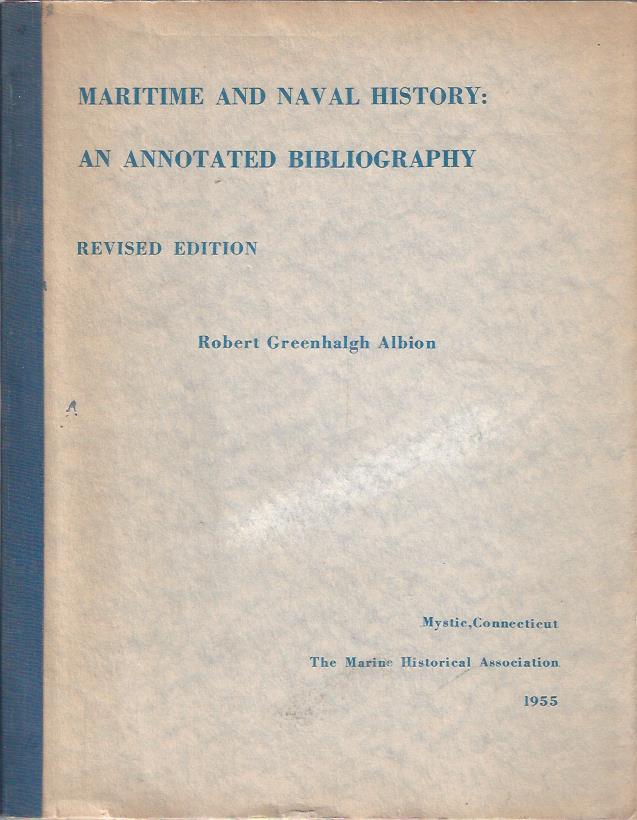 MARITIME AND NAVAL HISTORY:
AN ANNOTATED BIBLIOGRAPHY
REVISED EDITION
Robert Greenhalgh Albion
Mystic,Connecticut
The Marine Historical Association
1955